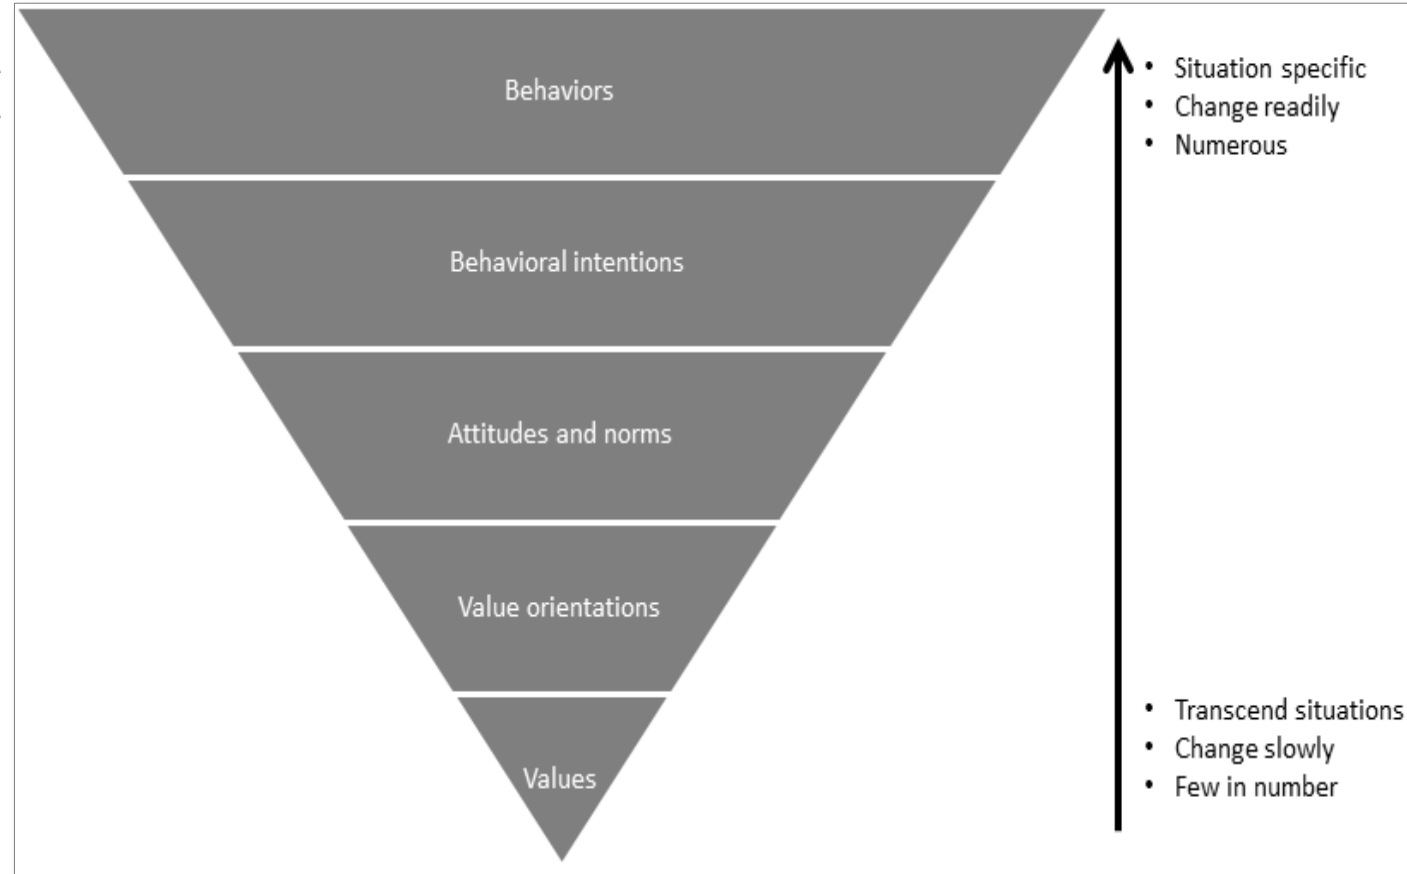 Behaviors
Behavioral intentions
Attitudes and norms
Value orientations
Values
• Situation specific
• Change readily
• Numerous
• Transcend situations
• Change slowly
• Few in number